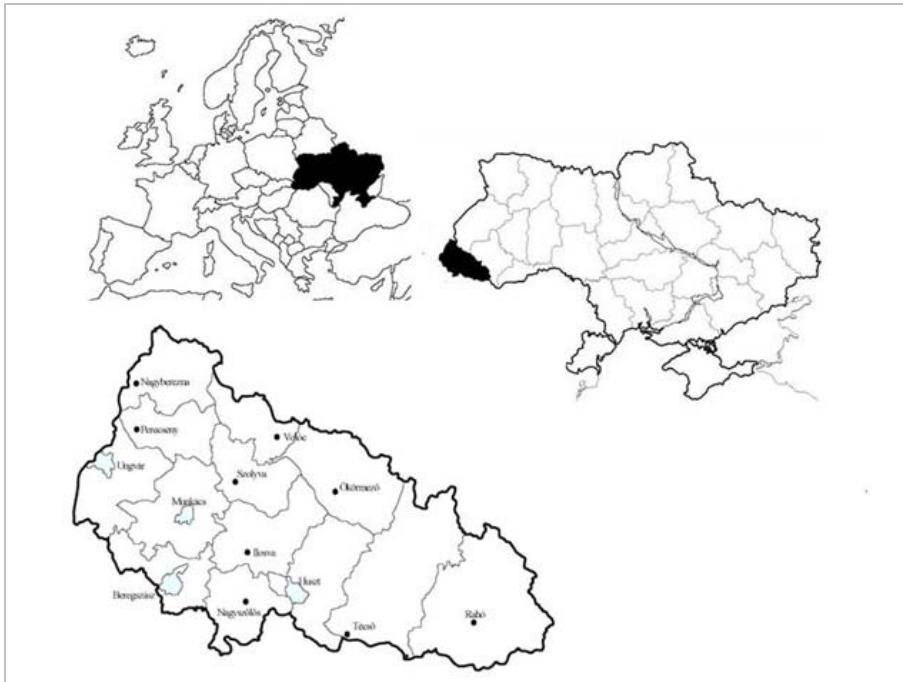 Nagyberezna
Perecseny
Volóc
Ungvár
Szolyva
Ökörmező
Munkács
Ilosva
Huszt
Beregszász
Nagyszőlős
Técső
Rahó